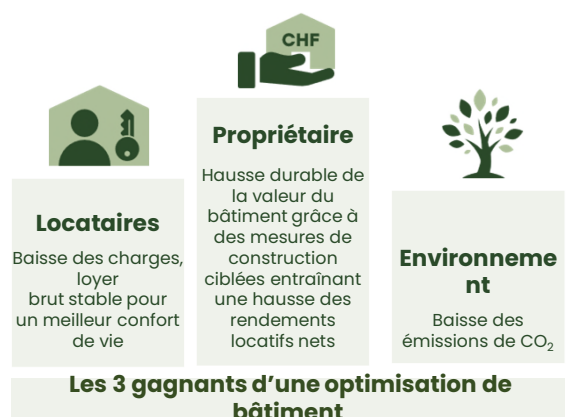 CHF
Propriétaire
Hausse durable de
la valeur du
bâtiment grâce à
des mesures de
construction
ciblées entraînant
une hausse des
rendements
locatifs nets
Locataires
Baisse des charges,
loyer
brut stable pour
un meilleur confort
de vie
Environneme
nt
Baisse des
émissions de CO₂
Les 3 gagnants d’une optimisation de
bâtiment